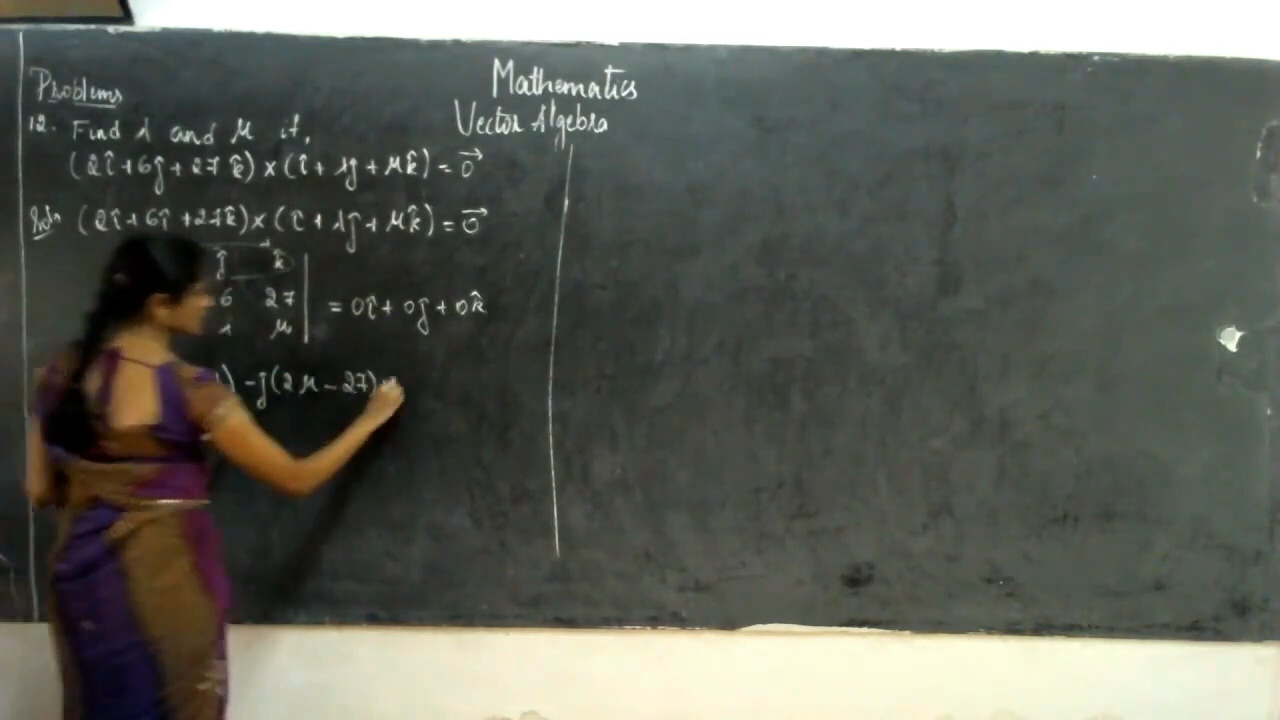 Mathematics
Vector Algebra
Problems
12. Find λ and μ if,
(2î+6ĵ+27k̂)×(î+λĵ+μk̂)=0⃗
Soln (2î+6î+27k̂)×(î+λĵ+μk̂)=0⃗
ĵ k̂
6 27 | = 0î+0ĵ+0k̂
λ μ
) -ĵ(2μ-27)+